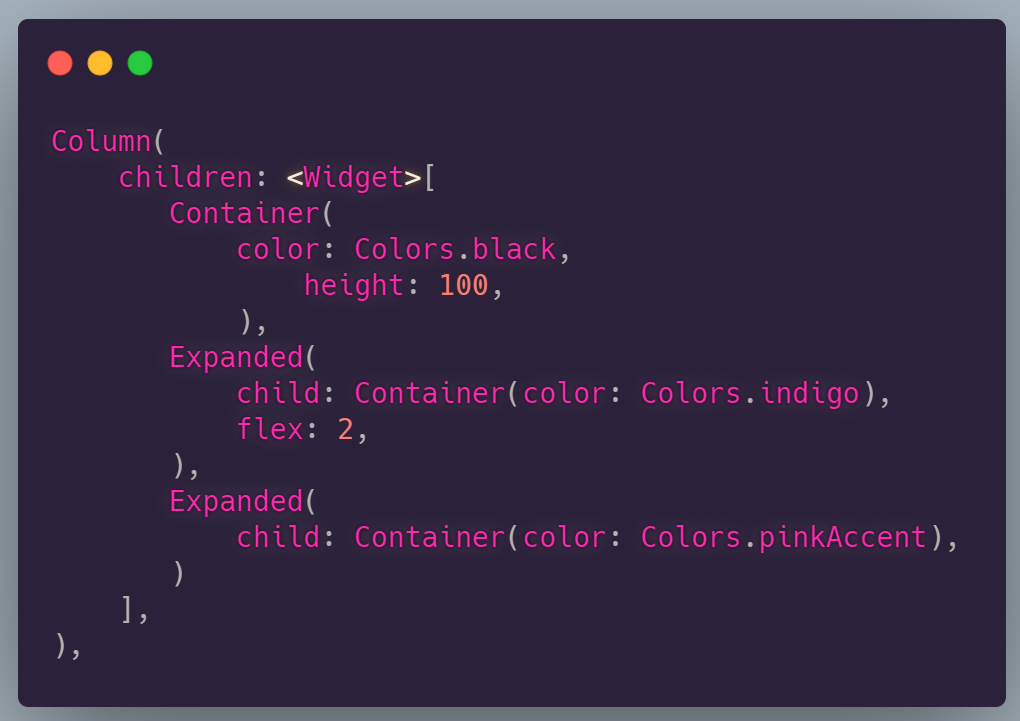 Column(
    children: <Widget>[
       Container(
           color: Colors.black,
               height: 100,
           ),
       Expanded(
           child: Container(color: Colors.indigo),
           flex: 2,
       ),
       Expanded(
           child: Container(color: Colors.pinkAccent),
       )
    ],
),